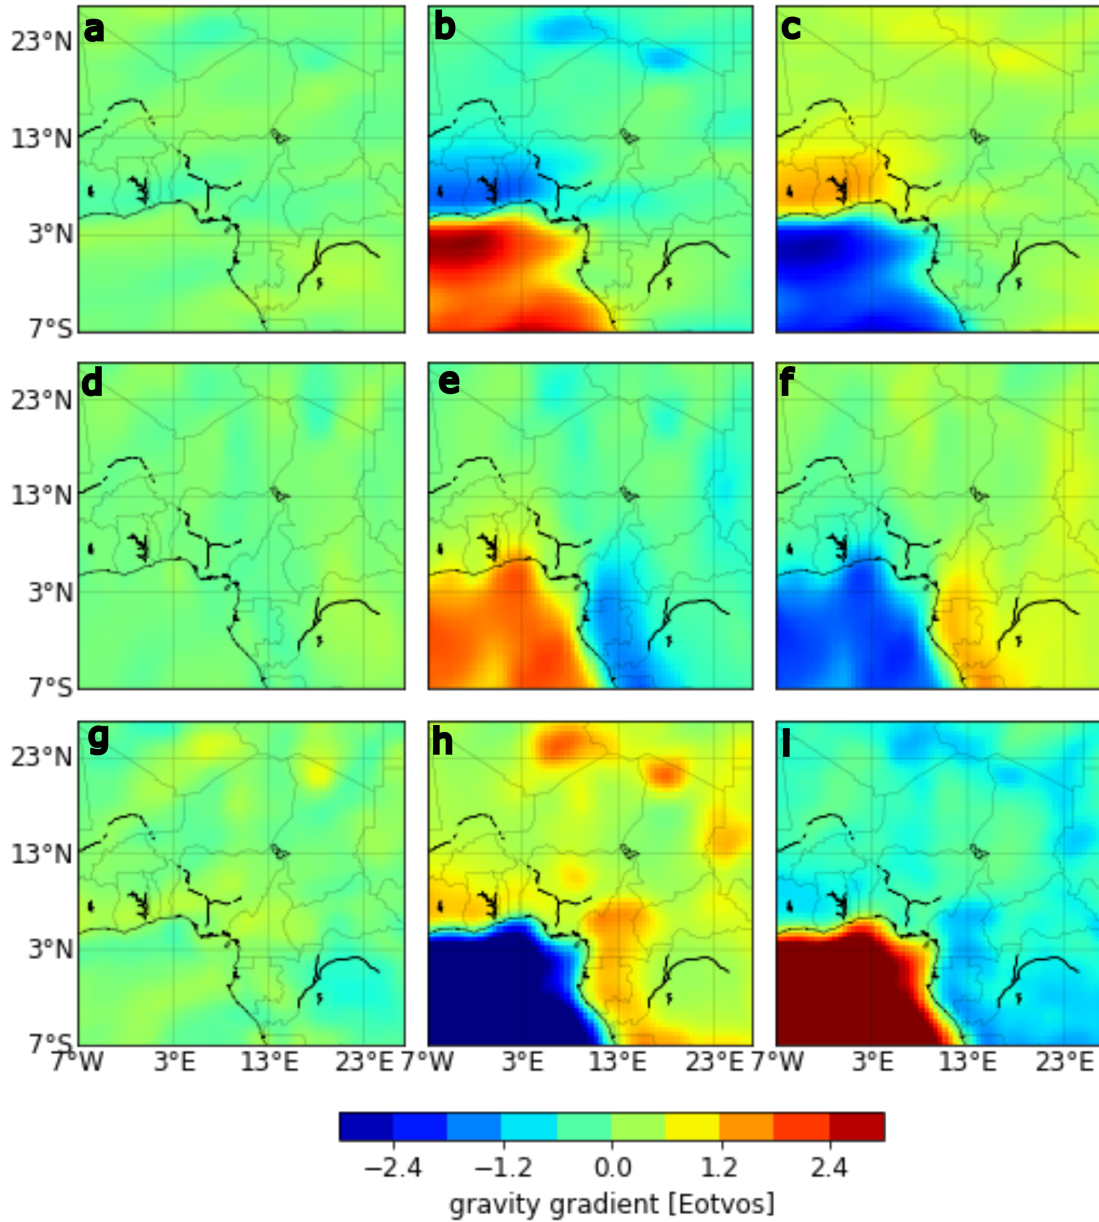 a b c
23°N
13°N
3°N
7°S
d e f
23°N
13°N
3°N
7°S
g h I
23°N
13°N
3°N
7°S
7°W 3°E 13°E 23°E 7°W 3°E 13°E 23°E 7°W 3°E 13°E 23°E
−2.4 −1.2 0.0 1.2 2.4
gravity gradient [Eotvos]